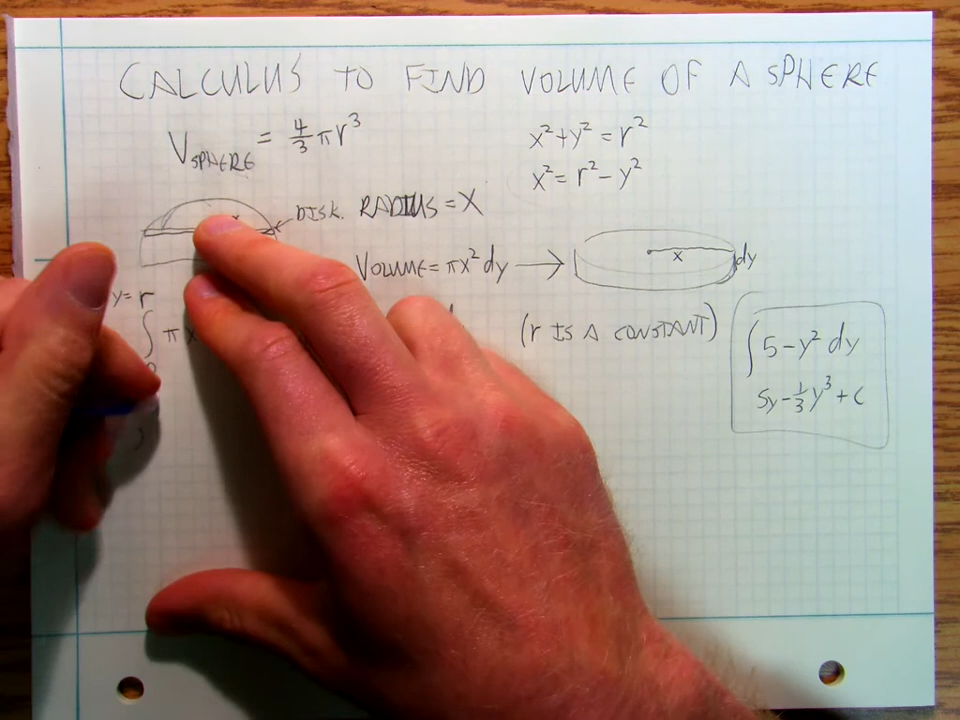 CALCULUS TO FIND VOLUME OF A SPHERE
V_SPHERE = 4/3 πr³
x²+y² = r²
x² = r² - y²
x
DISK. RADIUS = X
VOLUME = πx² dy → x dy
y = r
∫ π x
(r IS A CONSTANT)
∫ 5 - y² dy
5y - 1/3 y³ + C